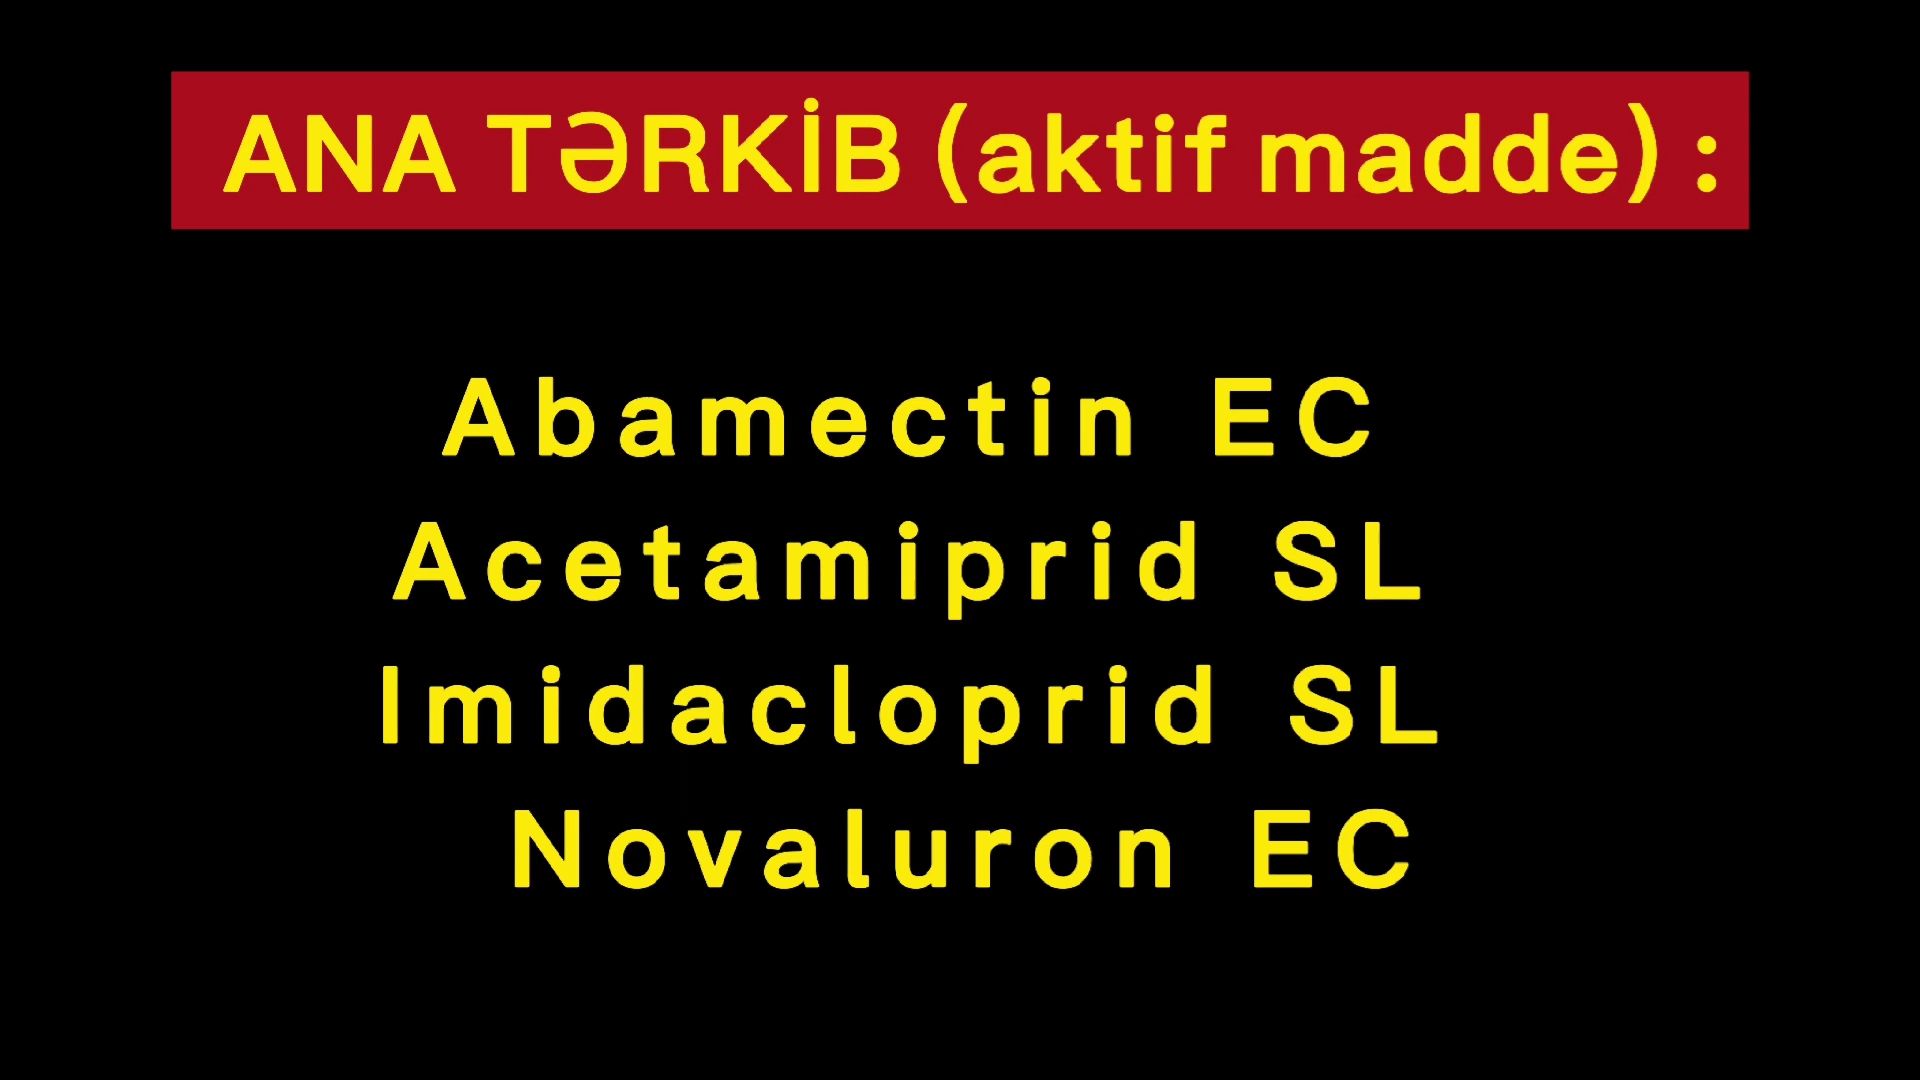 ANA TƏRKİB (aktif madde) :
Abamectin EC
Acetamiprid SL
Imidacloprid SL
Novaluron EC